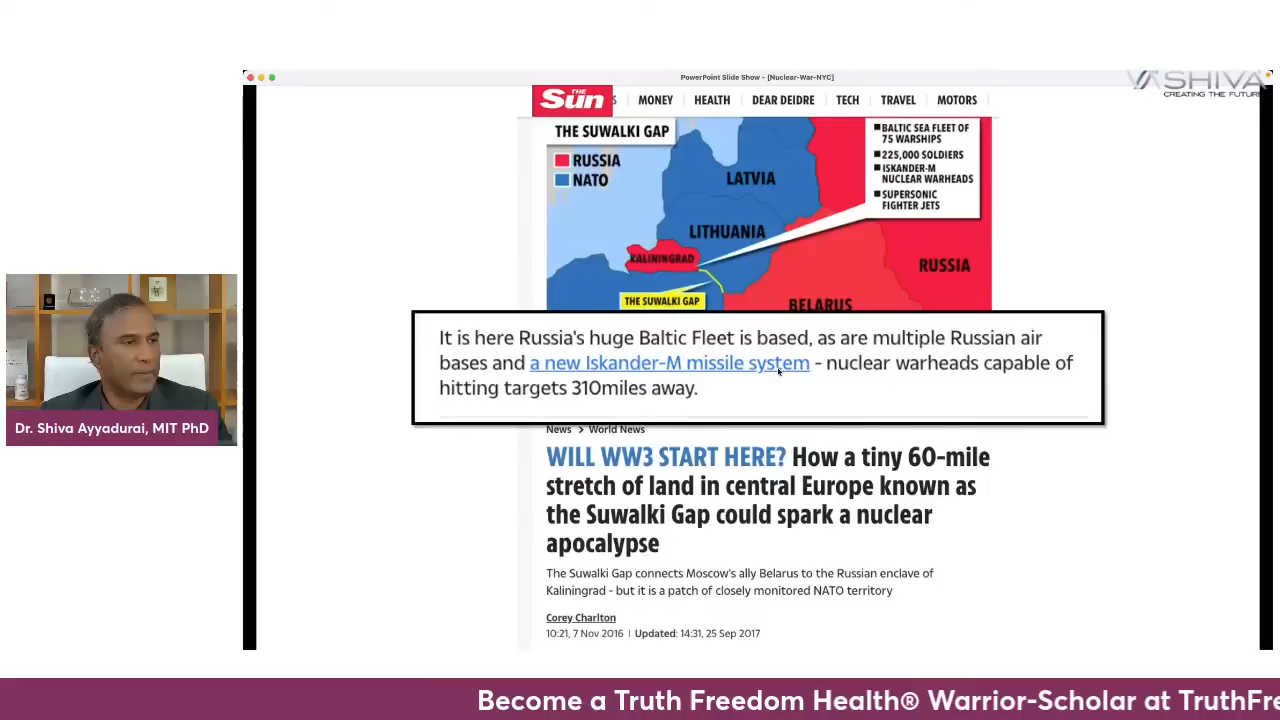 PowerPoint Slide Show - [Nuclear-War-NYC]
VA SHIVA
CREATING THE FUTURE
THE Sun
S
MONEY
HEALTH
DEAR DEIDRE
TECH
TRAVEL
MOTORS
THE SUWALKI GAP
RUSSIA
NATO
LATVIA
LITHUANIA
KALININGRAD
THE SUWALKI GAP
BELARUS
RUSSIA
■BALTIC SEA FLEET OF
75 WARSHIPS
■225,000 SOLDIERS
■ISKANDER-M
NUCLEAR WARHEADS
■SUPERSONIC
FIGHTER JETS
It is here Russia's huge Baltic Fleet is based, as are multiple Russian air
bases and a new Iskander-M missile system - nuclear warheads capable of
hitting targets 310miles away.
News > World News
WILL WW3 START HERE? How a tiny 60-mile
stretch of land in central Europe known as
the Suwalki Gap could spark a nuclear
apocalypse
The Suwalki Gap connects Moscow's ally Belarus to the Russian enclave of
Kaliningrad - but it is a patch of closely monitored NATO territory
Corey Charlton
10:21, 7 Nov 2016 | Updated: 14:31, 25 Sep 2017
Dr. Shiva Ayyadurai, MIT PhD
Become a Truth Freedom Health® Warrior-Scholar at TruthFre